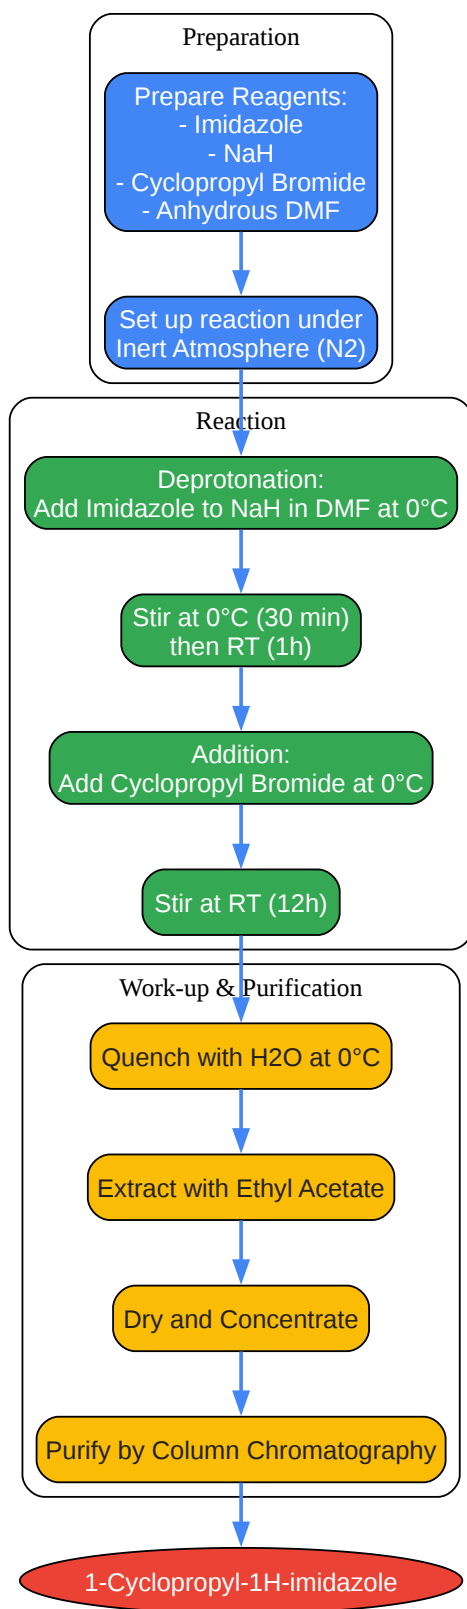 Preparation
Prepare Reagents:
- Imidazole
- NaH
- Cyclopropyl Bromide
- Anhydrous DMF
Set up reaction under
Inert Atmosphere (N2)
Reaction
Deprotonation:
Add Imidazole to NaH in DMF at 0°C
Stir at 0°C (30 min)
then RT (1h)
Addition:
Add Cyclopropyl Bromide at 0°C
Stir at RT (12h)
Work-up & Purification
Quench with H2O at 0°C
Extract with Ethyl Acetate
Dry and Concentrate
Purify by Column Chromatography
1-Cyclopropyl-1H-imidazole